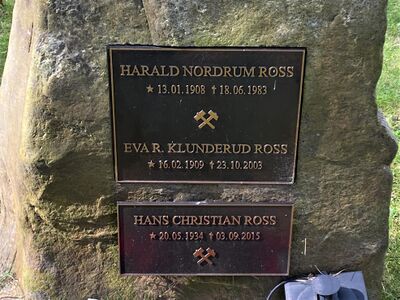 HARALD NORDRUM ROSS
★ 13.01.1908 ✝ 18.06.1983
EVA R. KLUNDERUD ROSS
★ 16.02.1909 ✝ 23.10.2003
HANS CHRISTIAN ROSS
★ 20.05.1934 ✝ 03.09.2015